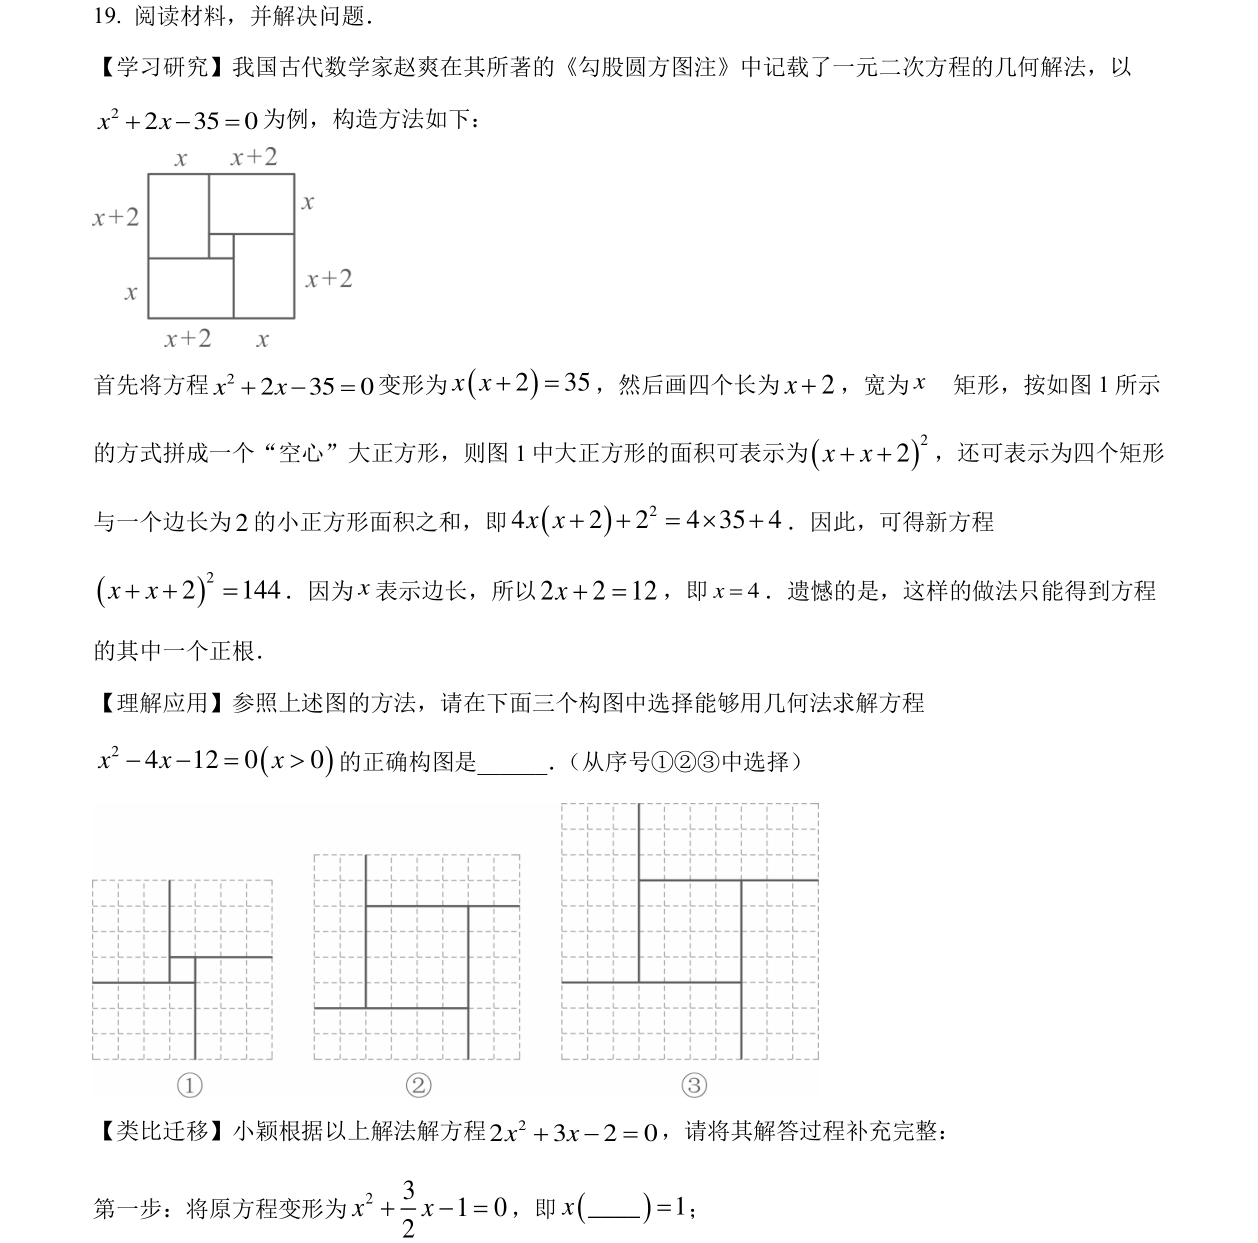 19. 阅读材料，并解决问题．
【学习研究】我国古代数学家赵爽在其所著的《勾股圆方图注》中记载了一元二次方程的几何解法，以
x² + 2x − 35 = 0 为例，构造方法如下：
x x+2
x+2 x
x x+2
x+2 x
首先将方程 x² + 2x − 35 = 0 变形为 x(x + 2) = 35，然后画四个长为 x + 2，宽为 x 矩形，按如图 1 所示
的方式拼成一个“空心”大正方形，则图 1 中大正方形的面积可表示为 (x + x + 2)²，还可表示为四个矩形
与一个边长为 2 的小正方形面积之和，即 4x(x + 2) + 2² = 4×35 + 4．因此，可得新方程
(x + x + 2)² = 144．因为 x 表示边长，所以 2x + 2 = 12，即 x = 4．遗憾的是，这样的做法只能得到方程
的其中一个正根．
【理解应用】参照上述图的方法，请在下面三个构图中选择能够用几何法求解方程
x² − 4x − 12 = 0(x > 0) 的正确构图是______．（从序号①②③中选择）
① ② ③
【类比迁移】小颖根据以上解法解方程 2x² + 3x − 2 = 0，请将其解答过程补充完整：
第一步：将原方程变形为 x² + 3/2 x − 1 = 0，即 x(____) = 1；